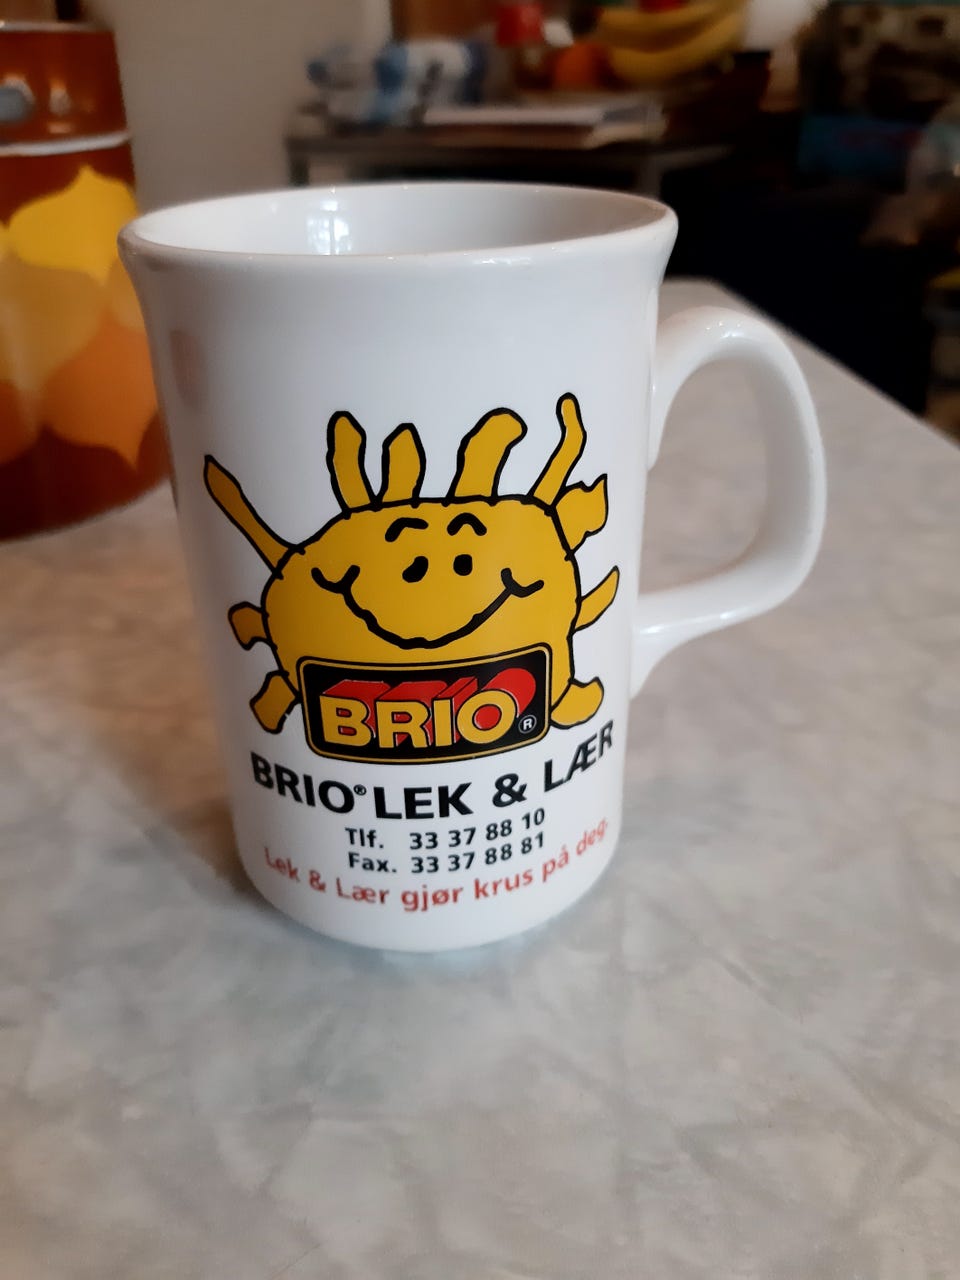 BRIO®
BRIO® LEK & LÆR
Tlf. 33 37 88 10
Fax. 33 37 88 81
Lek & Lær gjør krus på deg.